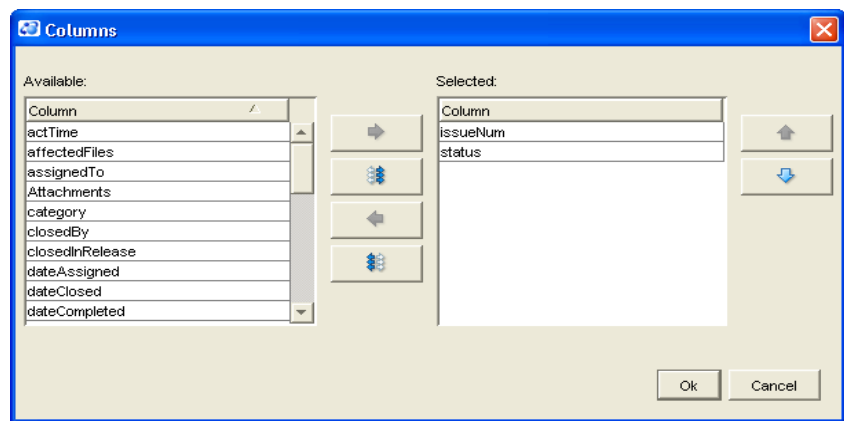 Columns
Available:
Selected:
Column
Column
actTime
issueNum
affectedFiles
status
assignedTo
Attachments
category
closedBy
closedInRelease
dateAssigned
dateClosed
dateCompleted
Ok
Cancel